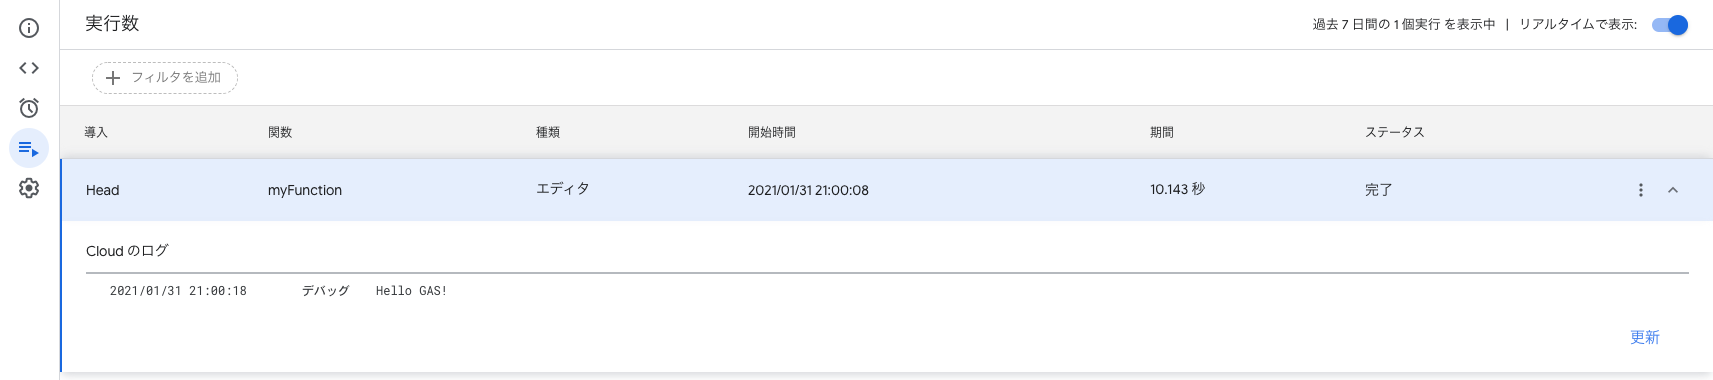 実行数
過去 7 日間の 1 個実行 を表示中 | リアルタイムで表示:
フィルタを追加
導入 関数 種類 開始時間 期間 ステータス
Head myFunction エディタ 2021/01/31 21:00:08 10.143 秒 完了
Cloud のログ
2021/01/31 21:00:18 デバッグ Hello GAS!
更新